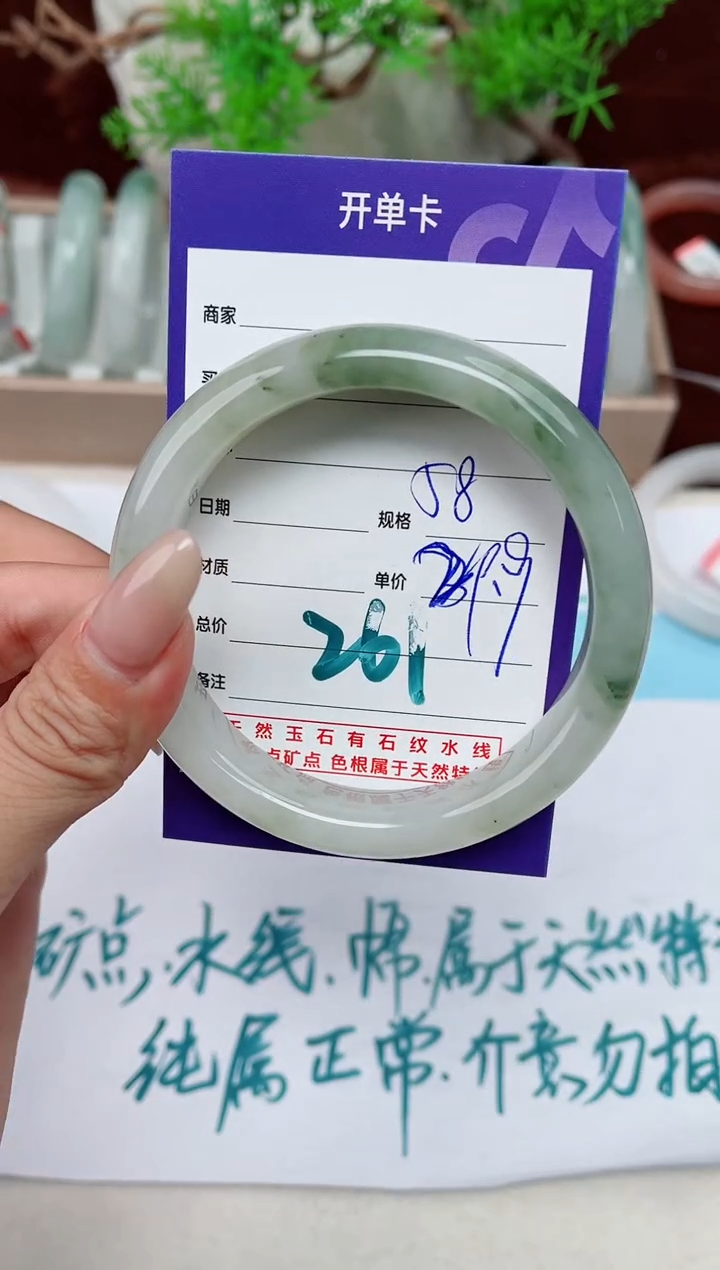 开单卡
商家
58
日期
规格
材质
单价
261
总价
备注
天然玉石有石纹水线
点矿点 色根属于天然特
矿点,水线.棉.属于天然特
纯属正常.介意勿拍